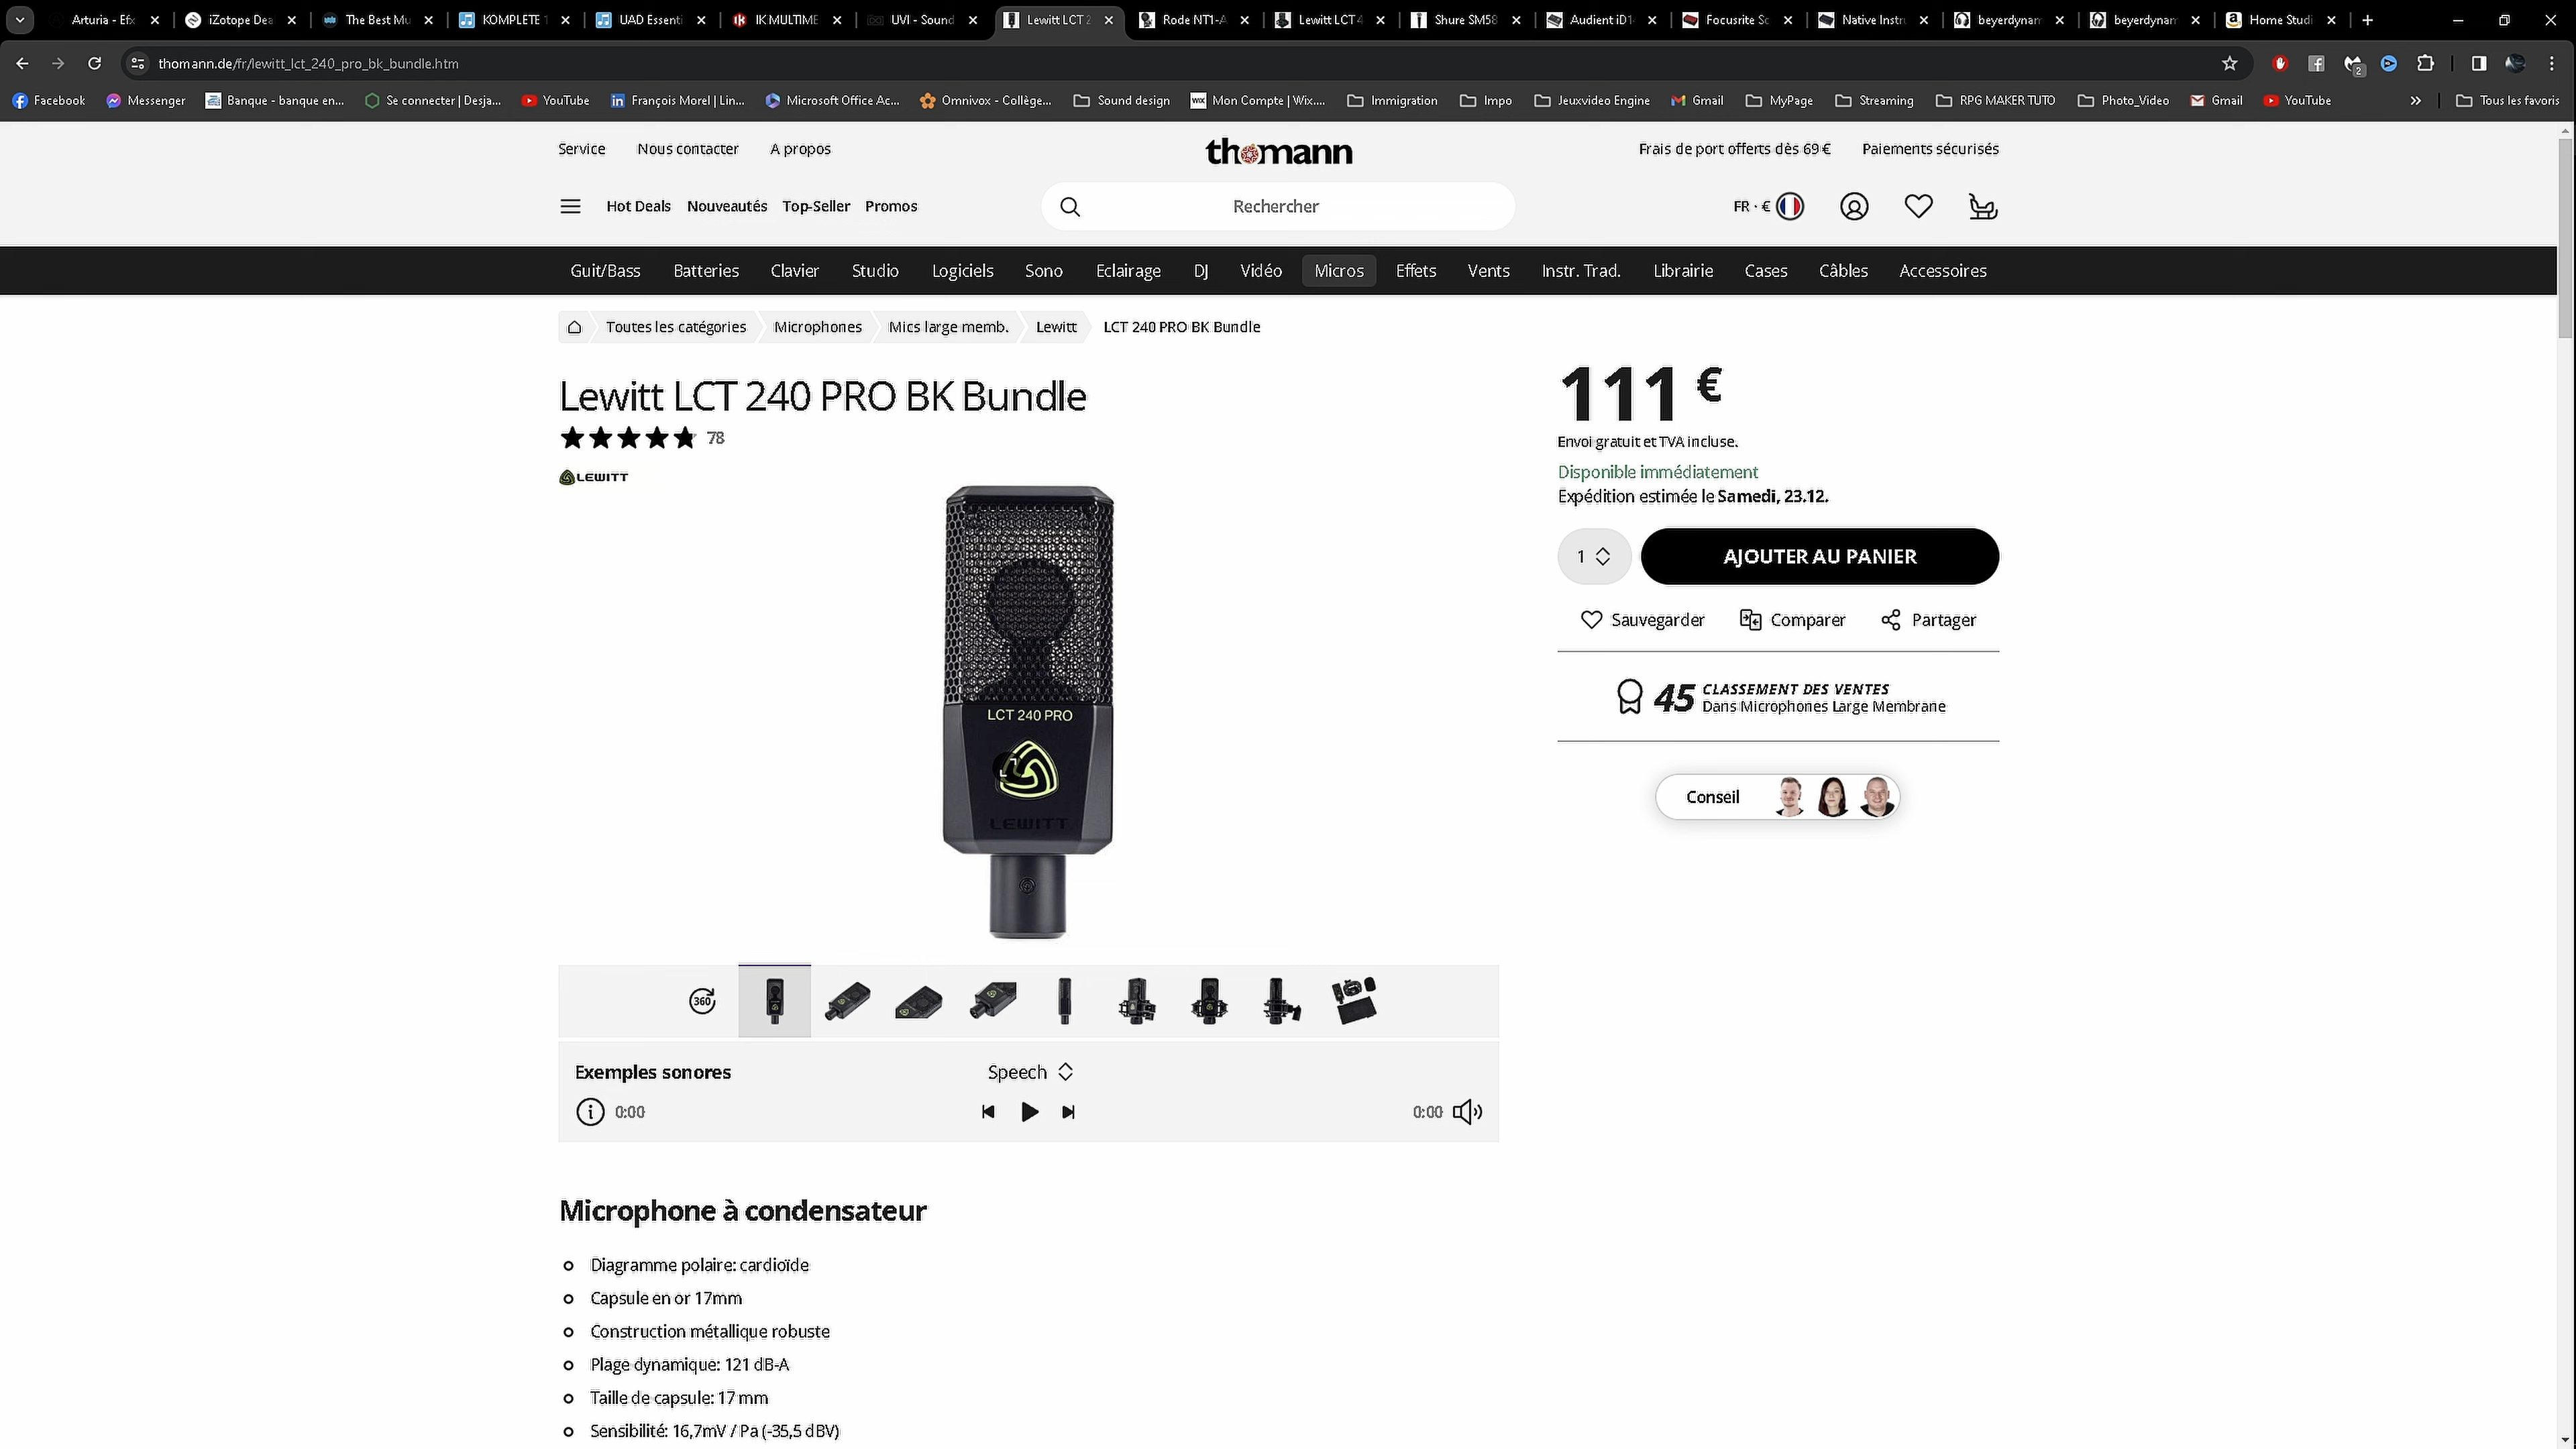 Arturia - Efx
iZotope Dea
The Best Mu
KOMPLETE 1
UAD Essenti
IK MULTIME
UVI - Sound
Lewitt LCT 2
Rode NT1-A
Lewitt LCT 4
Shure SM58
Audient iD1
Focusrite Sc
Native Instru
beyerdynam
beyerdynam
Home Studi
thomann.de/fr/lewitt_lct_240_pro_bk_bundle.htm
2
Facebook
Messenger
Banque - banque en...
Se connecter | Desja...
YouTube
François Morel | Lin...
Microsoft Office Ac...
Omnivox - Collège...
Sound design
WIX Mon Compte | Wix....
Immigration
Impo
Jeuxvideo Engine
Gmail
MyPage
Streaming
RPG MAKER TUTO
Photo_Video
Gmail
YouTube
»
Tous les favoris
Service
Nous contacter
A propos
thomann
Frais de port offerts dès 69 €
Paiements sécurisés
Hot Deals
Nouveautés
Top-Seller
Promos
Rechercher
FR · €
Guit/Bass
Batteries
Clavier
Studio
Logiciels
Sono
Eclairage
DJ
Vidéo
Micros
Effets
Vents
Instr. Trad.
Librairie
Cases
Câbles
Accessoires
Toutes les catégories
Microphones
Mics large memb.
Lewitt
LCT 240 PRO BK Bundle
Lewitt LCT 240 PRO BK Bundle
78
LEWITT
111 €
Envoi gratuit et TVA incluse.
Disponible immédiatement
Expédition estimée le Samedi, 23.12.
1
AJOUTER AU PANIER
Sauvegarder
Comparer
Partager
45
CLASSEMENT DES VENTES
Dans Microphones Large Membrane
Conseil
LCT 240 PRO
LEWITT
360
Exemples sonores
Speech
0:00
0:00
Microphone à condensateur
Diagramme polaire: cardioïde
Capsule en or 17mm
Construction métallique robuste
Plage dynamique: 121 dB-A
Taille de capsule: 17 mm
Sensibilité: 16,7mV / Pa (-35,5 dBV)